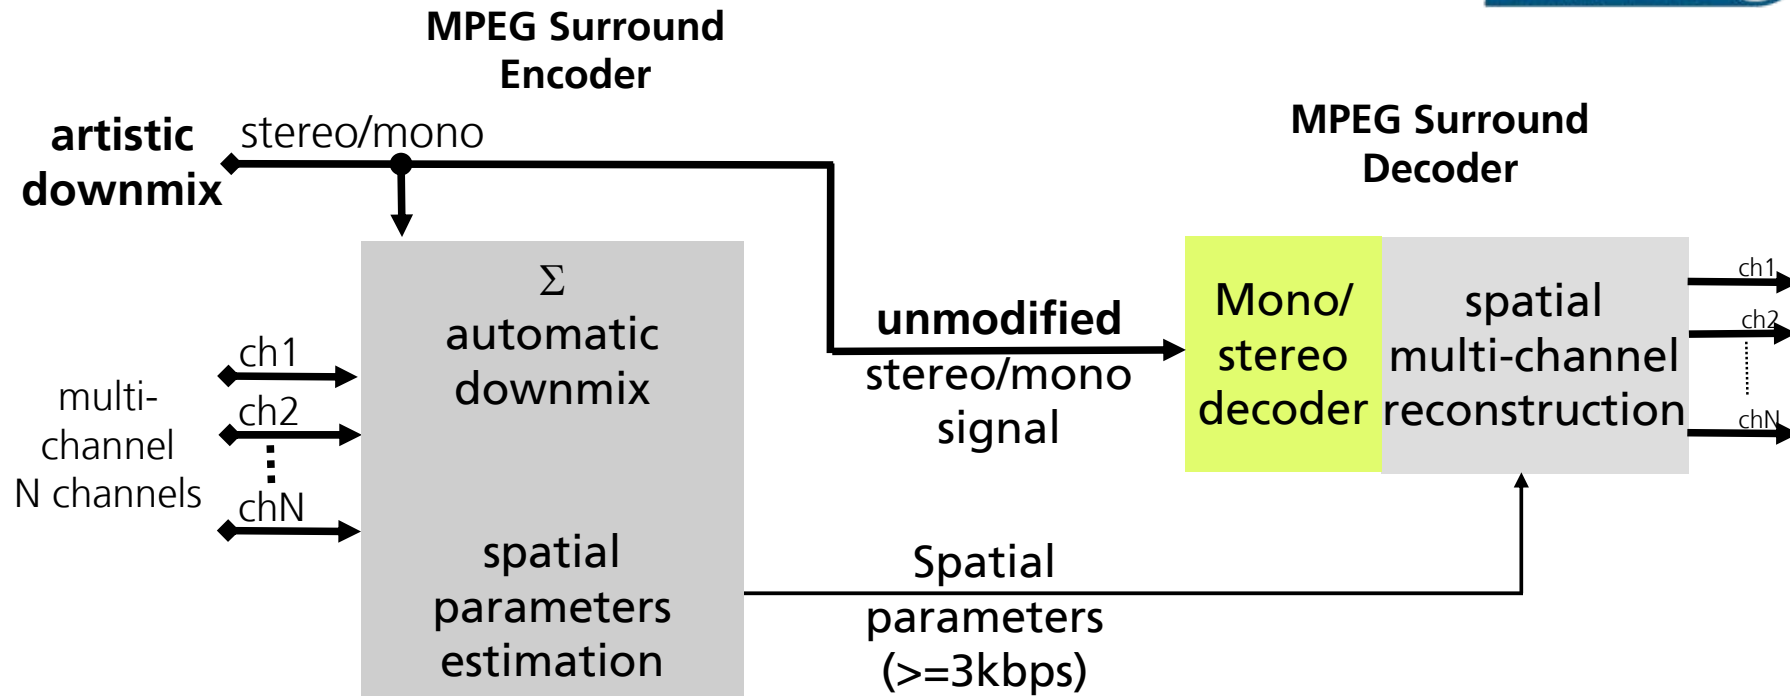 MPEG Surround
Encoder
artistic
downmix
stereo/mono
MPEG Surround
Decoder
Σ
automatic
downmix
spatial
parameters
estimation
multi-
channel
N channels
ch1
ch2
chN
unmodified
stereo/mono
signal
Spatial
parameters
(>=3kbps)
Mono/
stereo
decoder
spatial
multi-channel
reconstruction
ch1
ch2
chN